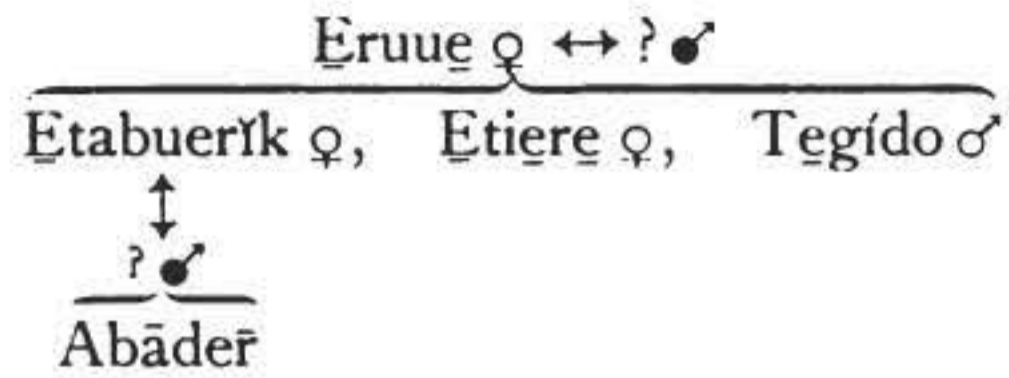 E̲ruue̲ ♀ ↔ ? ♂
E̲tabuerĭk ♀, E̲tie̲re̲ ♀, Te̲gído ♂
↕
? ♂
Abāder̄